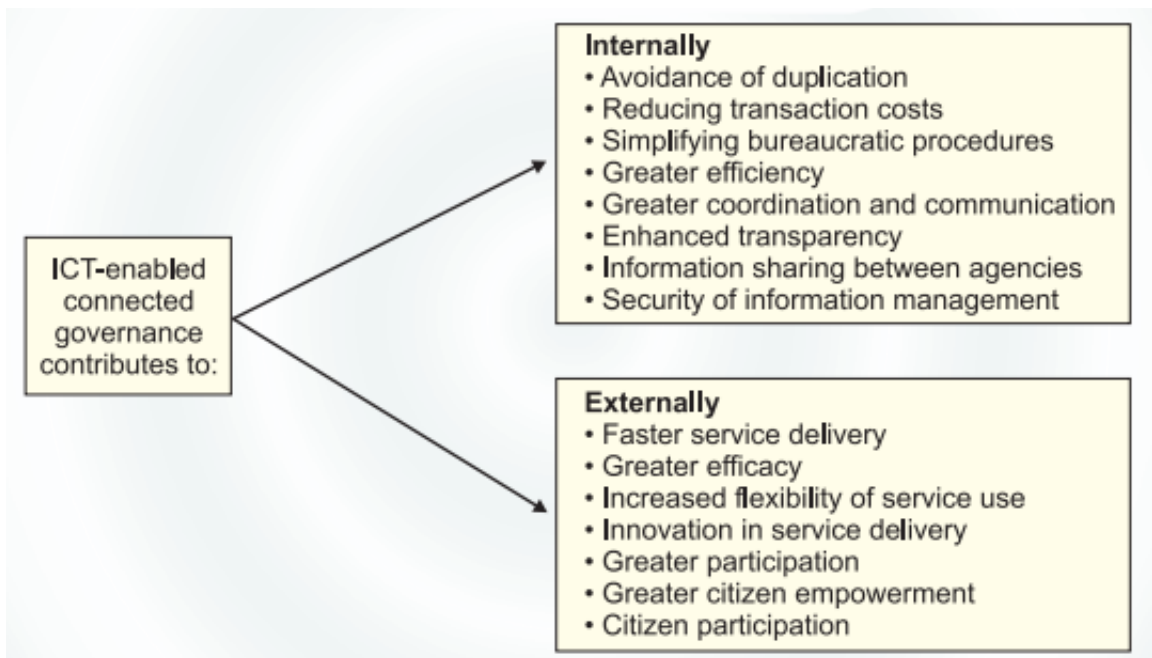 ICT-enabled
connected
governance
contributes to:
Internally
• Avoidance of duplication
• Reducing transaction costs
• Simplifying bureaucratic procedures
• Greater efficiency
• Greater coordination and communication
• Enhanced transparency
• Information sharing between agencies
• Security of information management
Externally
• Faster service delivery
• Greater efficacy
• Increased flexibility of service use
• Innovation in service delivery
• Greater participation
• Greater citizen empowerment
• Citizen participation